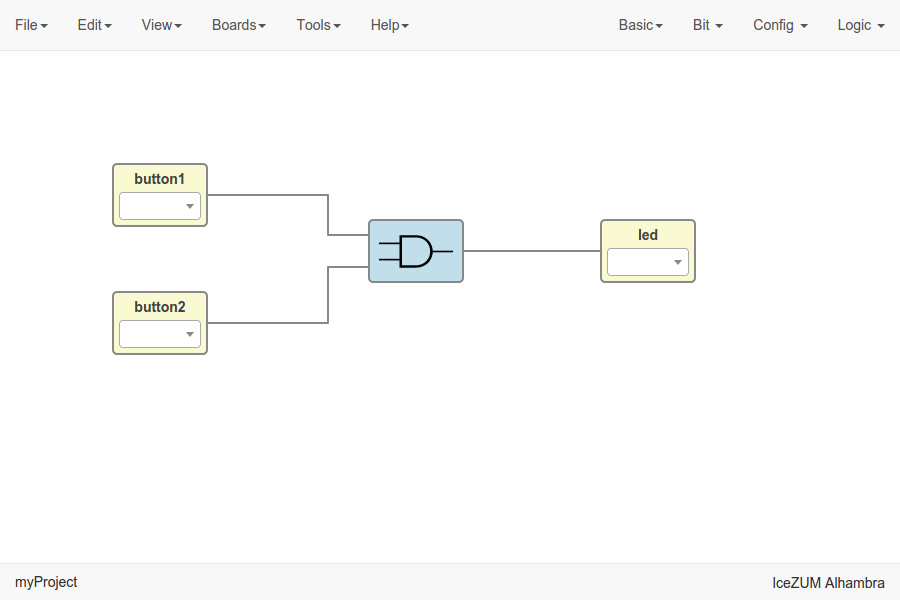 File Edit View Boards Tools Help Basic Bit Config Logic
button1
button2
led
myProject IceZUM Alhambra